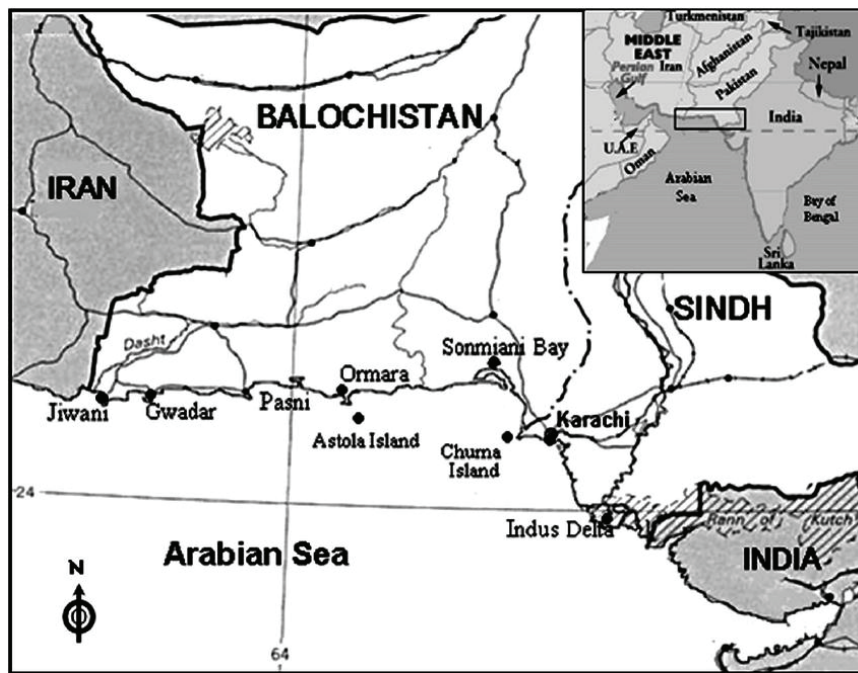 Turkmenistan
Tajikistan
MIDDLE
EAST
Iran
Afghanistan
Persian
Gulf
Pakistan
Nepal
India
U.A.E
Oman
Arabian
Sea
Bay of
Bengal
Sri
Lanka
BALOCHISTAN
IRAN
SINDH
Dasht
Sonmiani Bay
Ormara
Jiwani
Gwadar
Pasni
Astola Island
Karachi
Churna
Island
24
Indus Delta
Rann of Kutch
Arabian Sea
INDIA
N
64